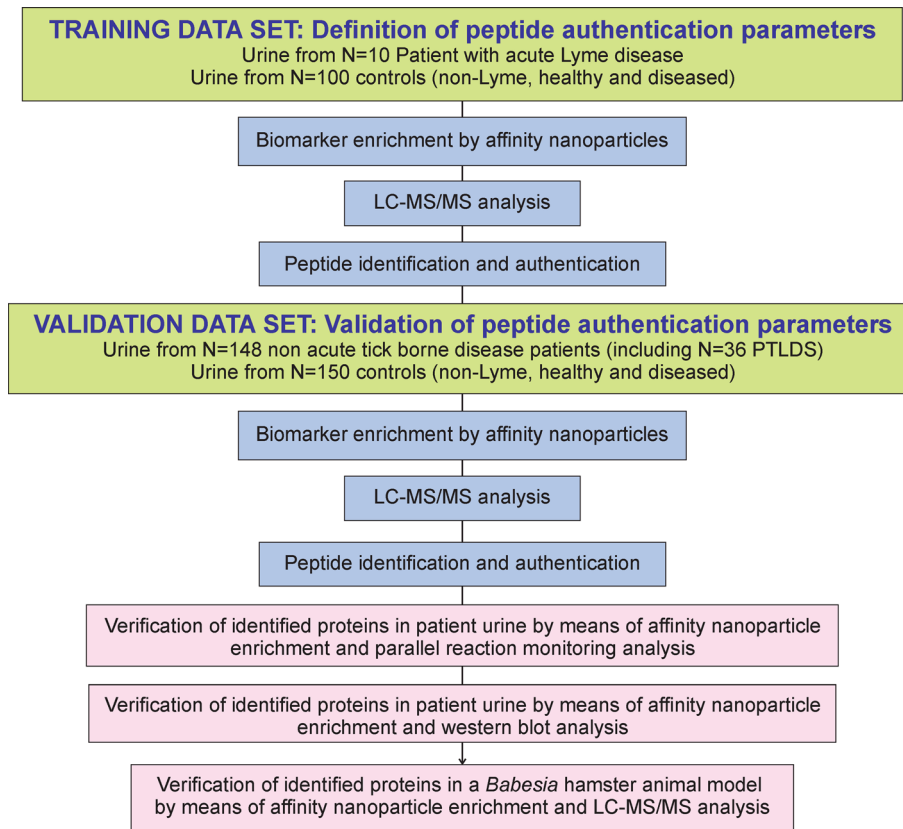 TRAINING DATA SET: Definition of peptide authentication parameters
Urine from N=10 Patient with acute Lyme disease
Urine from N=100 controls (non-Lyme, healthy and diseased)
Biomarker enrichment by affinity nanoparticles
LC-MS/MS analysis
Peptide identification and authentication
VALIDATION DATA SET: Validation of peptide authentication parameters
Urine from N=148 non acute tick borne disease patients (including N=36 PTLDS)
Urine from N=150 controls (non-Lyme, healthy and diseased)
Biomarker enrichment by affinity nanoparticles
LC-MS/MS analysis
Peptide identification and authentication
Verification of identified proteins in patient urine by means of affinity nanoparticle
enrichment and parallel reaction monitoring analysis
Verification of identified proteins in patient urine by means of affinity nanoparticle
enrichment and western blot analysis
Verification of identified proteins in a Babesia hamster animal model
by means of affinity nanoparticle enrichment and LC-MS/MS analysis